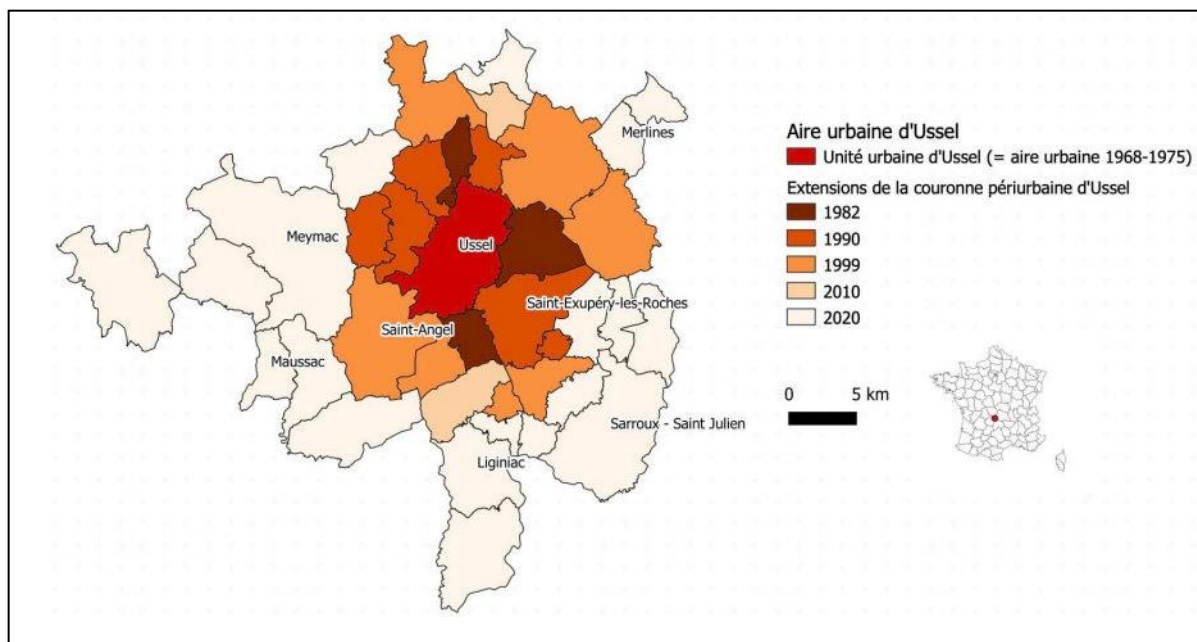 Merlines
Meymac
Ussel
Saint-Exupéry-les-Roches
Saint-Angel
Maussac
Sarroux - Saint Julien
Liginiac
Aire urbaine d'Ussel
Unité urbaine d'Ussel (= aire urbaine 1968-1975)
Extensions de la couronne périurbaine d'Ussel
1982
1990
1999
2010
2020
0 5 km